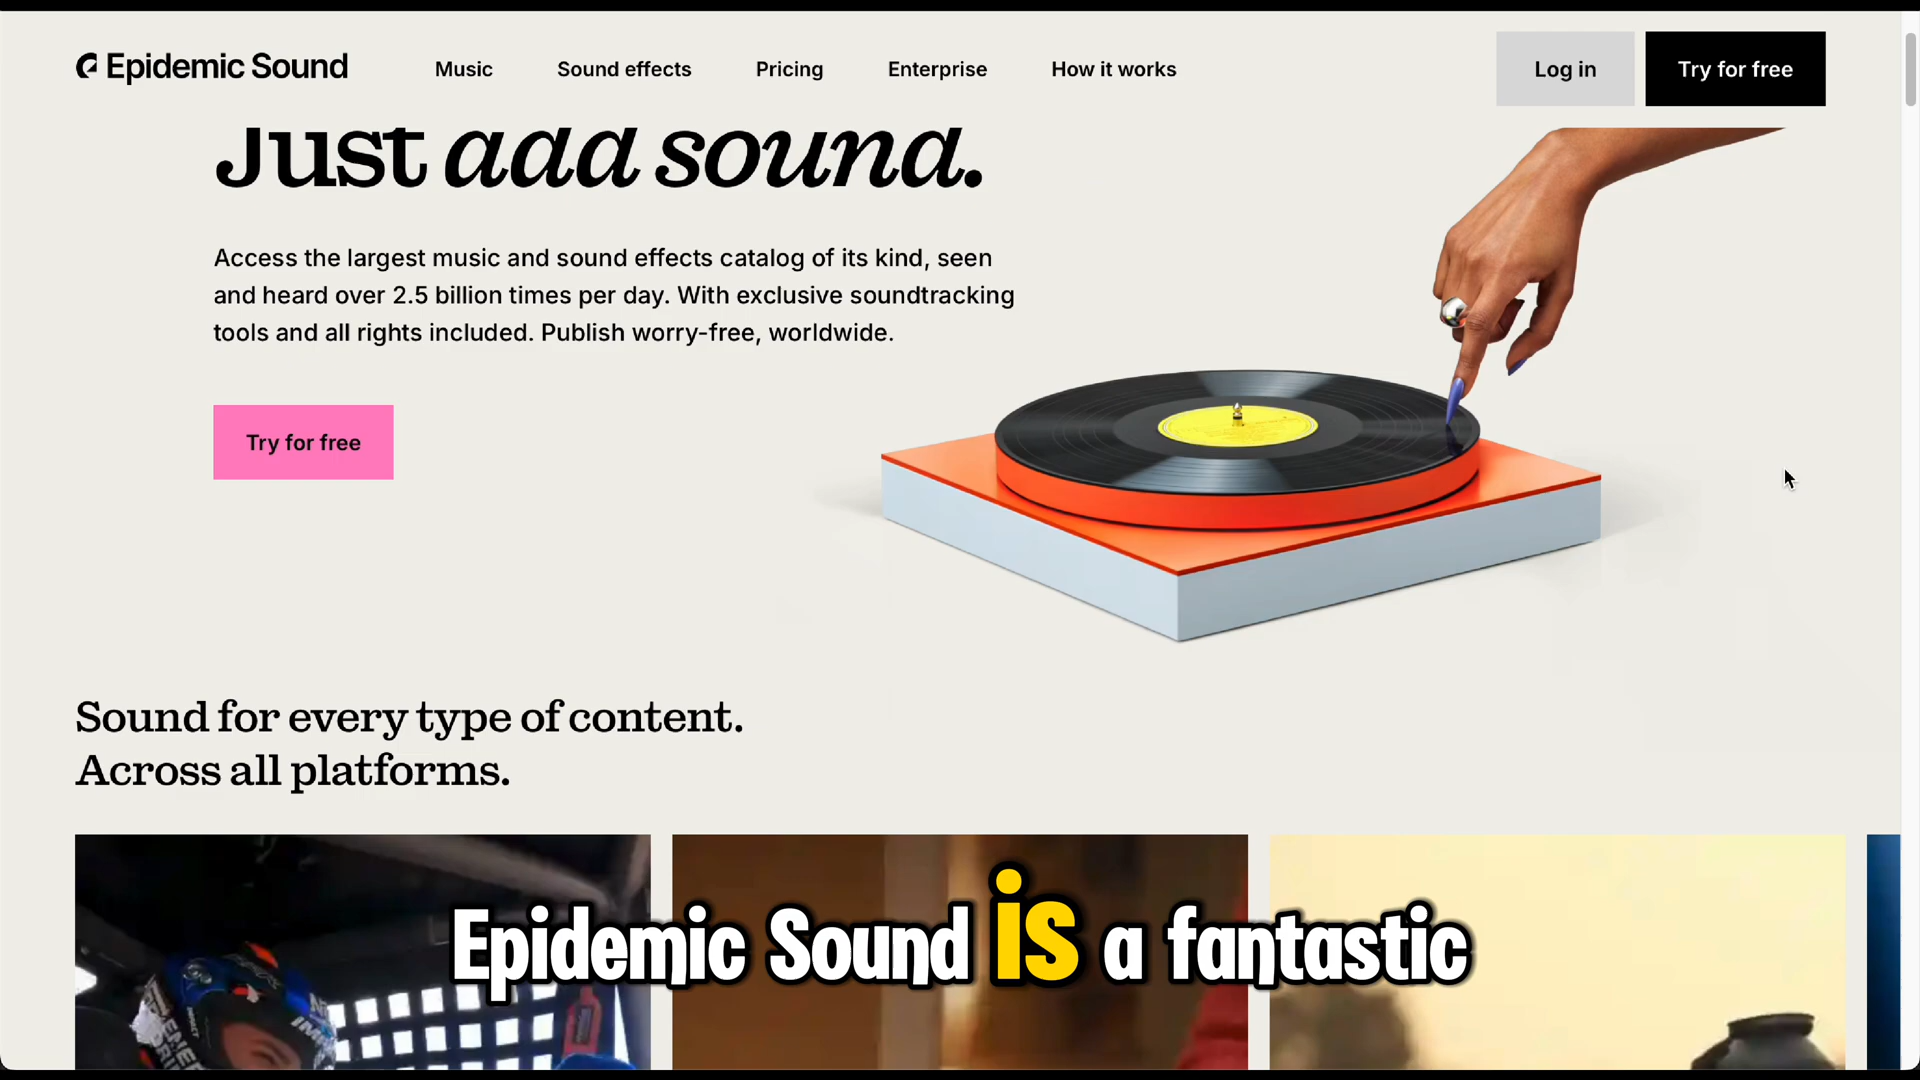 Epidemic Sound
Music
Sound effects
Pricing
Enterprise
How it works
Log in
Try for free
Just add sound.
Access the largest music and sound effects catalog of its kind, seen
and heard over 2.5 billion times per day. With exclusive soundtracking
tools and all rights included. Publish worry-free, worldwide.
Try for free
Sound for every type of content.
Across all platforms.
Epidemic Sound is a fantastic